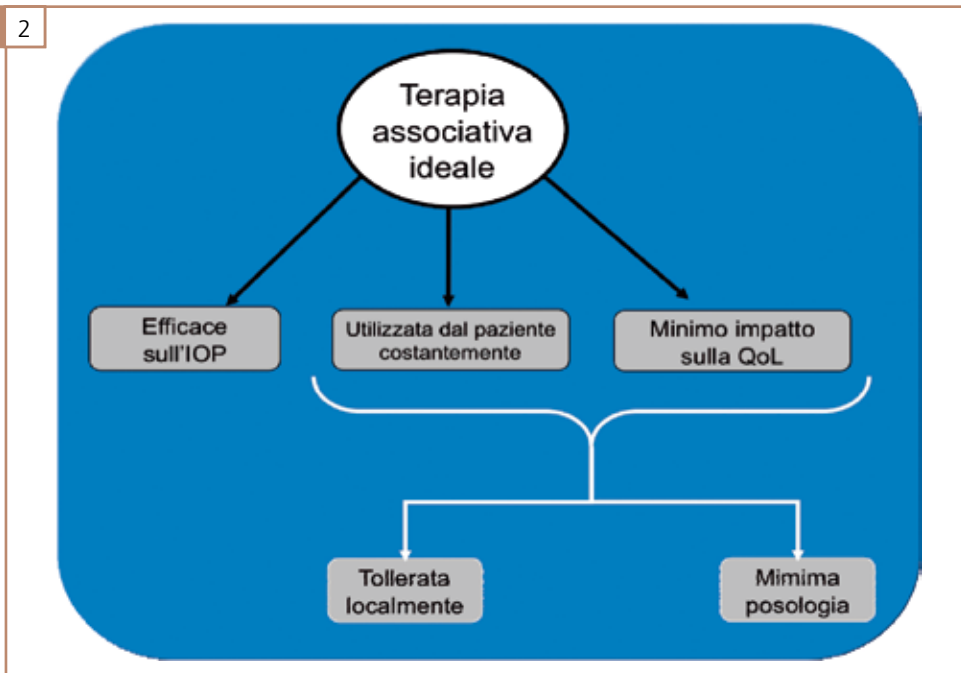 2
Terapia
associativa
ideale
Efficace
sull'IOP
Utilizzata dal paziente
costantemente
Minimo impatto
sulla QoL
Tollerata
localmente
Mimima
posologia